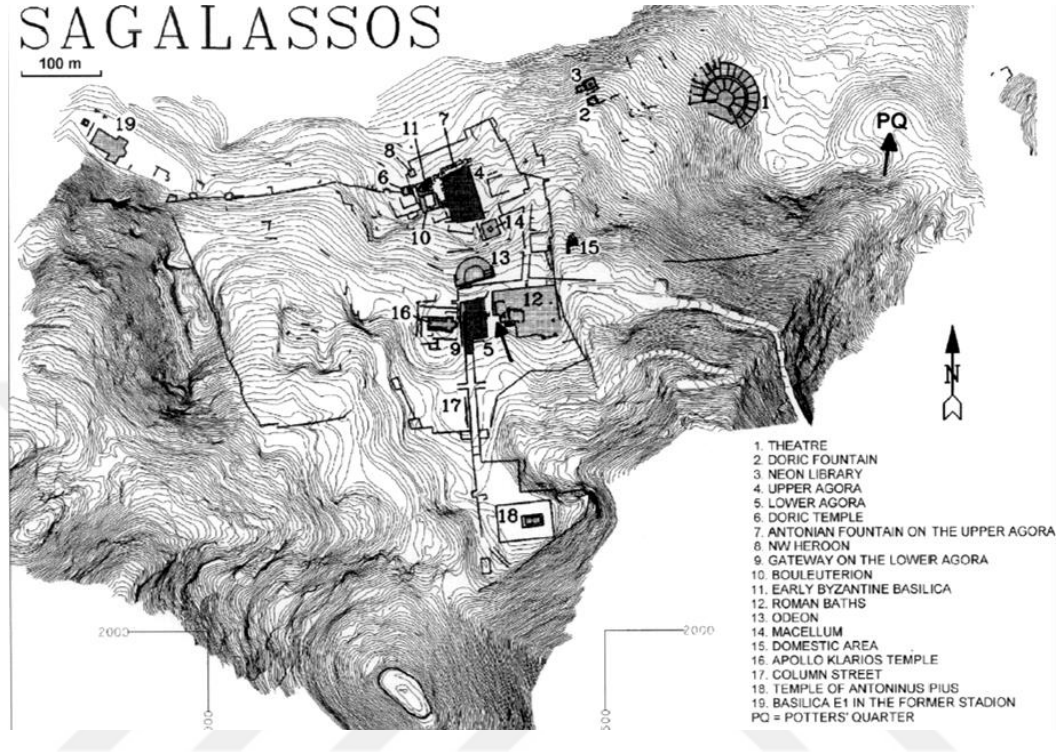 SAGALASSOS
100 m
19
11
7
3
2
1
8
PQ
6
4
10
14
13
15
16
12
9
5
N
17
18
1. THEATRE
2. DORIC FOUNTAIN
3. NEON LIBRARY
4. UPPER AGORA
5. LOWER AGORA
6. DORIC TEMPLE
7. ANTONIAN FOUNTAIN ON THE UPPER AGORA
8. NW HEROON
9. GATEWAY ON THE LOWER AGORA
10. BOULEUTERION
11. EARLY BYZANTINE BASILICA
12. ROMAN BATHS
13. ODEON
14. MACELLUM
15. DOMESTIC AREA
16. APOLLO KLARIOS TEMPLE
17. COLUMN STREET
18. TEMPLE OF ANTONINUS PIUS
19. BASILICA E1 IN THE FORMER STADION
PQ = POTTERS' QUARTER
2000
2000